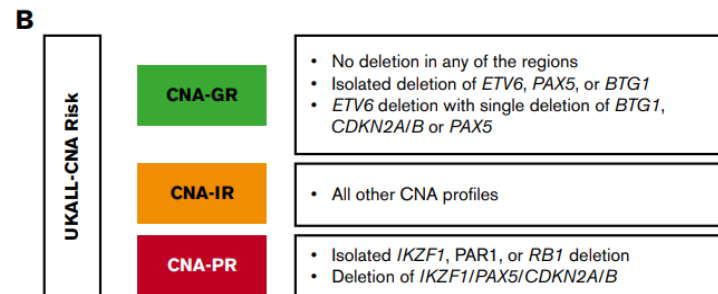 B
UKALL-CNA Risk
CNA-GR
• No deletion in any of the regions
• Isolated deletion of ETV6, PAX5, or BTG1
• ETV6 deletion with single deletion of BTG1,
CDKN2A/B or PAX5
CNA-IR
• All other CNA profiles
CNA-PR
• Isolated IKZF1, PAR1, or RB1 deletion
• Deletion of IKZF1/PAX5/CDKN2A/B